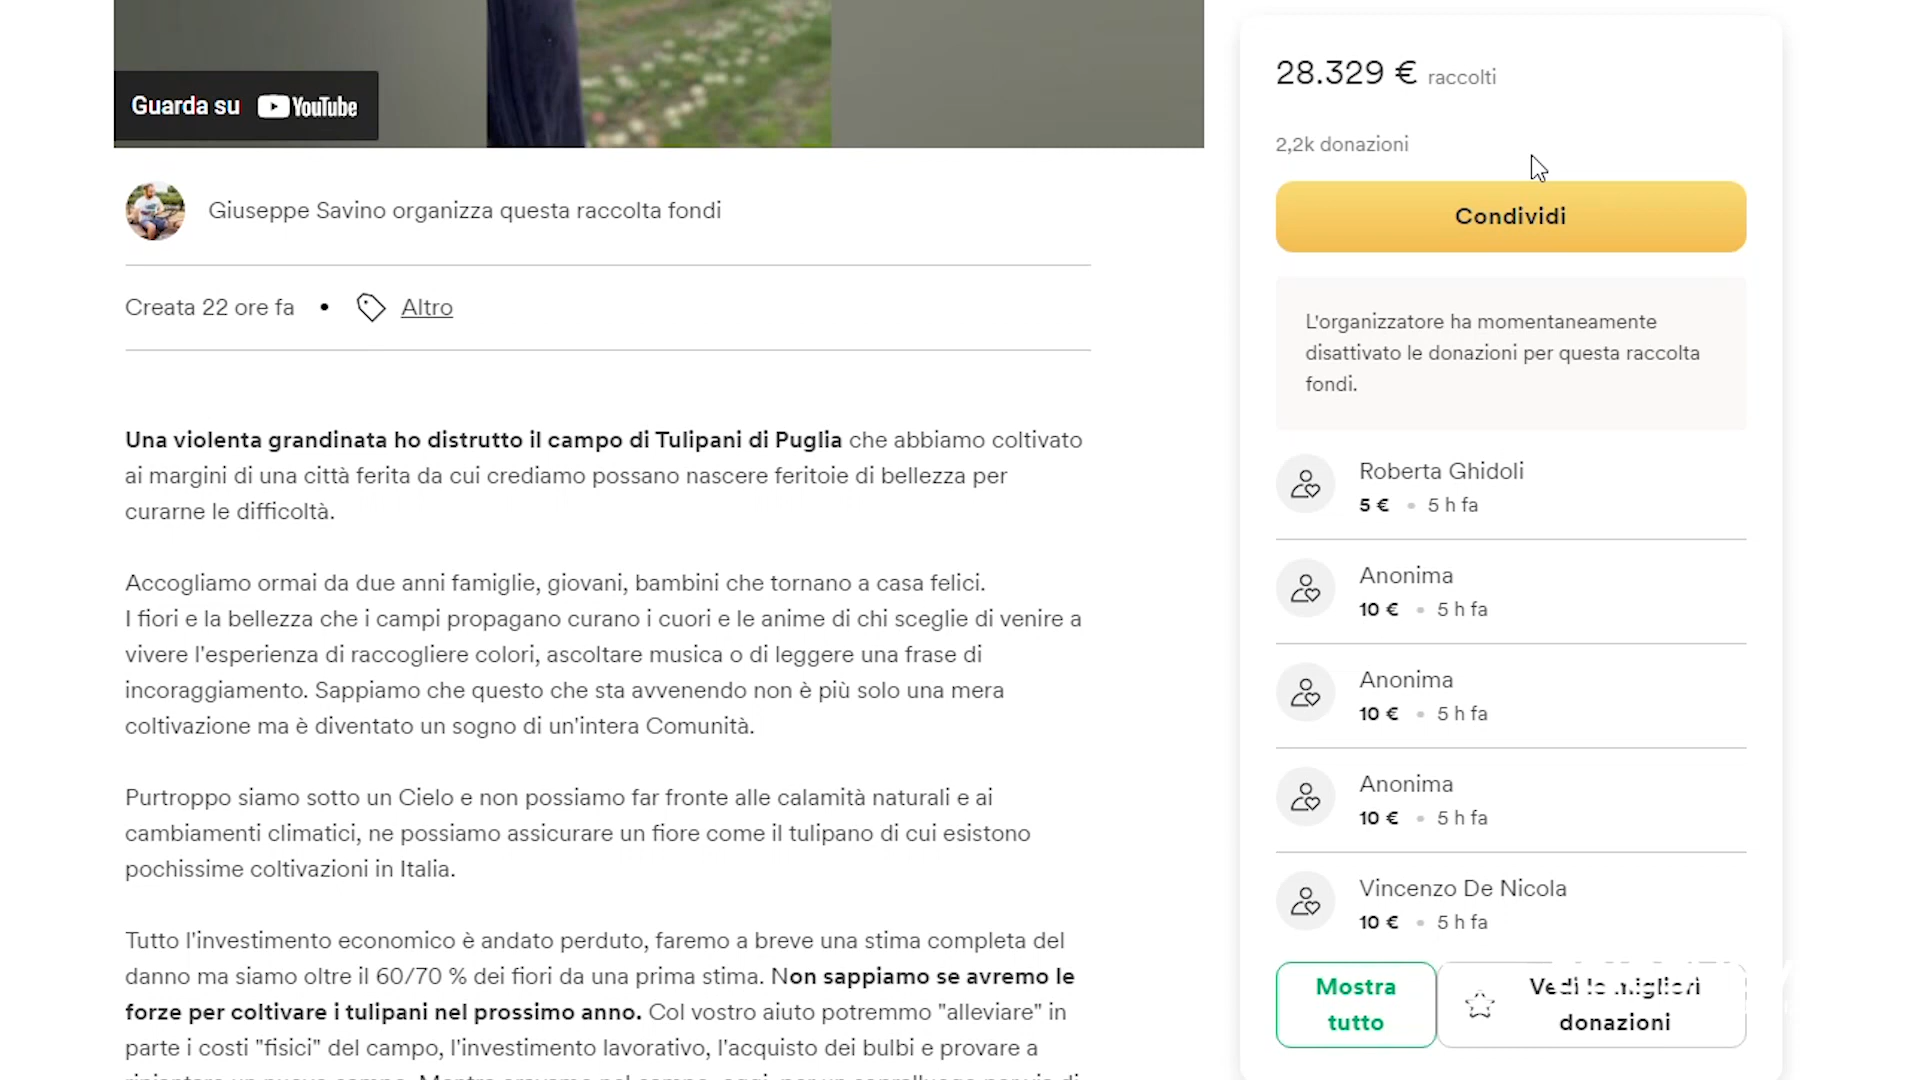 Guarda su YouTube
Giuseppe Savino organizza questa raccolta fondi
Creata 22 ore fa • Altro
Una violenta grandinata ho distrutto il campo di Tulipani di Puglia che abbiamo coltivato
ai margini di una città ferita da cui crediamo possano nascere feritoie di bellezza per
curarne le difficoltà.
Accogliamo ormai da due anni famiglie, giovani, bambini che tornano a casa felici.
I fiori e la bellezza che i campi propagano curano i cuori e le anime di chi sceglie di venire a
vivere l'esperienza di raccogliere colori, ascoltare musica o di leggere una frase di
incoraggiamento. Sappiamo che questo che sta avvenendo non è più solo una mera
coltivazione ma è diventato un sogno di un'intera Comunità.
Purtroppo siamo sotto un Cielo e non possiamo far fronte alle calamità naturali e ai
cambiamenti climatici, ne possiamo assicurare un fiore come il tulipano di cui esistono
pochissime coltivazioni in Italia.
Tutto l'investimento economico è andato perduto, faremo a breve una stima completa del
danno ma siamo oltre il 60/70 % dei fiori da una prima stima. Non sappiamo se avremo le
forze per coltivare i tulipani nel prossimo anno. Col vostro aiuto potremmo "alleviare" in
parte i costi "fisici" del campo, l'investimento lavorativo, l'acquisto dei bulbi e provare a
28.329 € raccolti
2,2k donazioni
Condividi
L'organizzatore ha momentaneamente
disattivato le donazioni per questa raccolta
fondi.
Roberta Ghidoli
5 € • 5 h fa
Anonima
10 € • 5 h fa
Anonima
10 € • 5 h fa
Anonima
10 € • 5 h fa
Vincenzo De Nicola
10 € • 5 h fa
Mostra
tutto
Vedi le migliori
donazioni